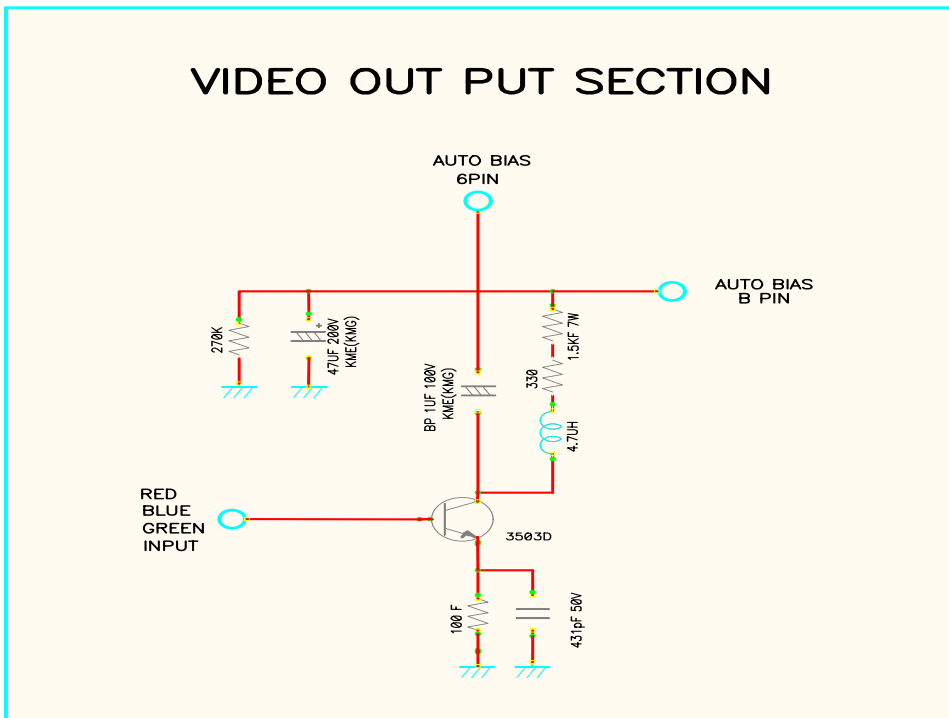 VIDEO OUT PUT SECTION
AUTO BIAS
6PIN
AUTO BIAS
B PIN
270K
47UF 200V
KME(KMG)
1.5KF 7W
330
BP 1UF 100V
KME(KMG)
4.7UH
RED
BLUE
GREEN
INPUT
3503D
100 F
431pF 50V